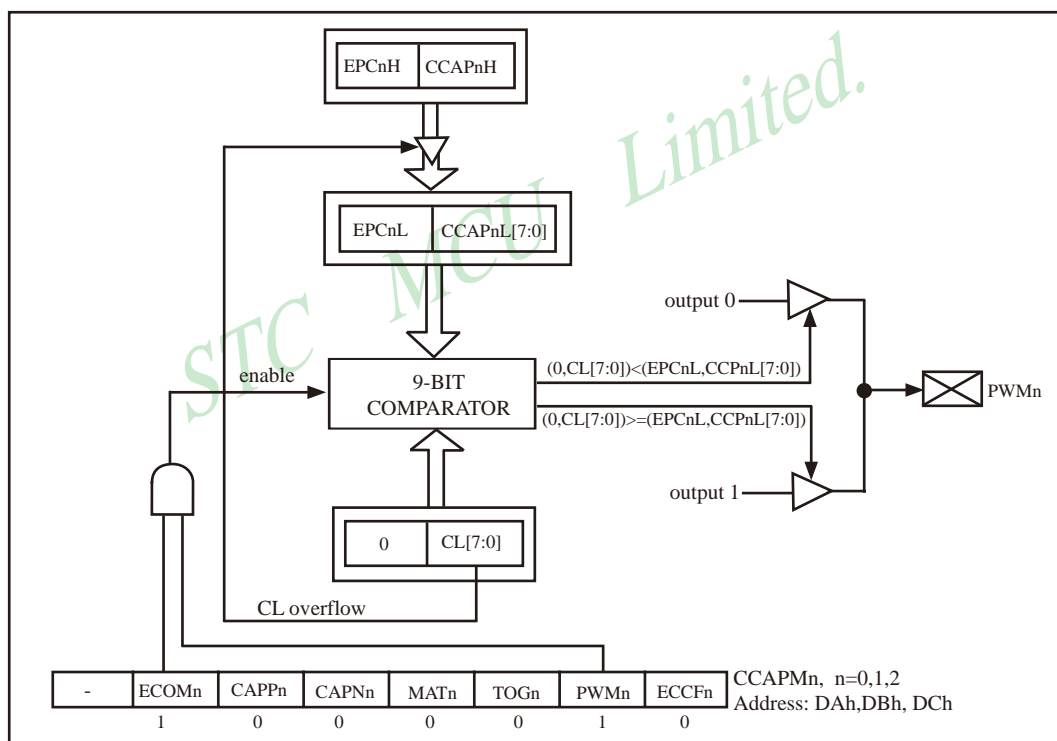 EPCnH CCAPnH
STC MCU Limited.
EPCnL CCAPnL[7:0]
output 0
enable
9-BIT
COMPARATOR
(0,CL[7:0])<(EPCnL,CCPnL[7:0])
(0,CL[7:0])>=(EPCnL,CCPnL[7:0])
PWMn
output 1
0 CL[7:0]
CL overflow
- ECOMn CAPPn CAPNn MATn TOGn PWMn ECCFn
CCAPMn, n=0,1,2
Address: DAh,DBh, DCh
1 0 0 0 0 1 0